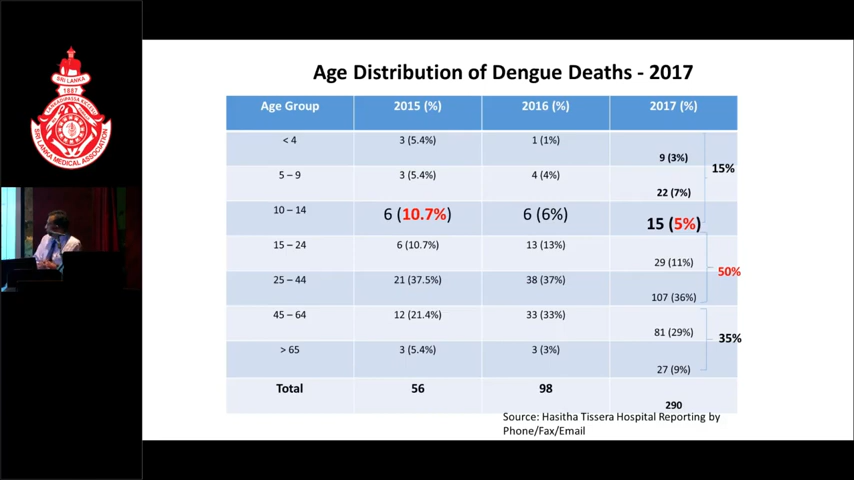 SRI LANKA
1887
SRI LANKA MEDICAL ASSOCIATION
Age Distribution of Dengue Deaths - 2017
Age Group 2015 (%) 2016 (%) 2017 (%)
< 4 3 (5.4%) 1 (1%) 9 (3%)
15%
5 – 9 3 (5.4%) 4 (4%) 22 (7%)
10 – 14 6 (10.7%) 6 (6%) 15 (5%)
15 – 24 6 (10.7%) 13 (13%) 29 (11%)
50%
25 – 44 21 (37.5%) 38 (37%) 107 (36%)
45 – 64 12 (21.4%) 33 (33%) 81 (29%)
35%
> 65 3 (5.4%) 3 (3%) 27 (9%)
Total 56 98 290
Source: Hasitha Tissera Hospital Reporting by
Phone/Fax/Email